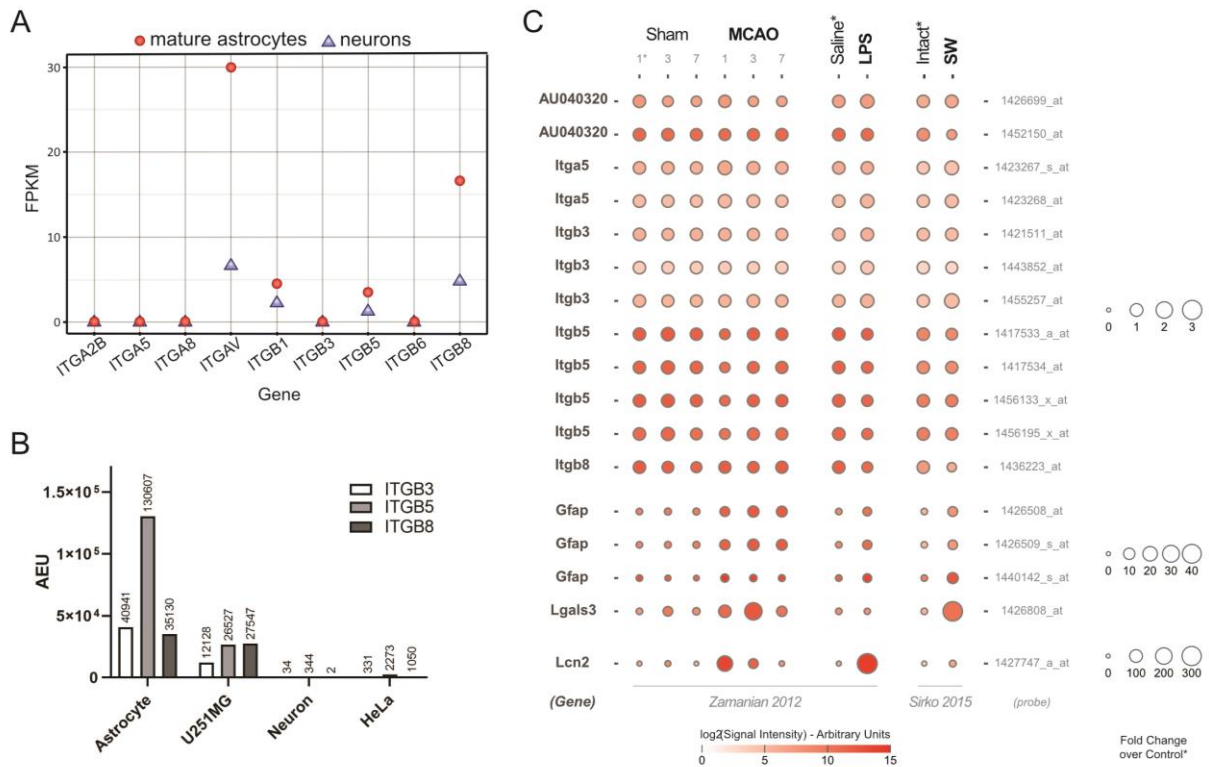 A
mature astrocytes neurons
30
20
10
0
FPKM
ITGA2B ITGA5 ITGA8 ITGAV ITGB1 ITGB3 ITGB5 ITGB6 ITGB8
Gene
B
ITGB3
ITGB5
ITGB8
AEU
1.5×10⁵
1×10⁵
5×10⁴
0
40941 130607 35130
12128 26527 27547
34 344 2
331 2273 1050
Astrocyte U251MG Neuron HeLa
C
Sham MCAO Saline* LPS Intact* SW
1* 3 7 1 3 7
AU040320 - - 1426699_at
AU040320 - - 1452150_at
Itga5 - - 1423267_s_at
Itga5 - - 1423268_at
Itgb3 - - 1421511_at
Itgb3 - - 1443852_at
Itgb3 - - 1455257_at
Itgb5 - - 1417533_a_at
Itgb5 - - 1417534_at
Itgb5 - - 1456133_x_at
Itgb5 - - 1456195_x_at
Itgb8 - - 1436223_at
Gfap - - 1426508_at
Gfap - - 1426509_s_at
Gfap - - 1440142_s_at
Lgals3 - - 1426808_at
Lcn2 - - 1427747_a_at
(Gene) Zamanian 2012 Sirko 2015 (probe)
0 1 2 3
0 10 20 30 40
0 100 200 300
log2(Signal Intensity) - Arbitrary Units
0 5 10 15
Fold Change
over Control*